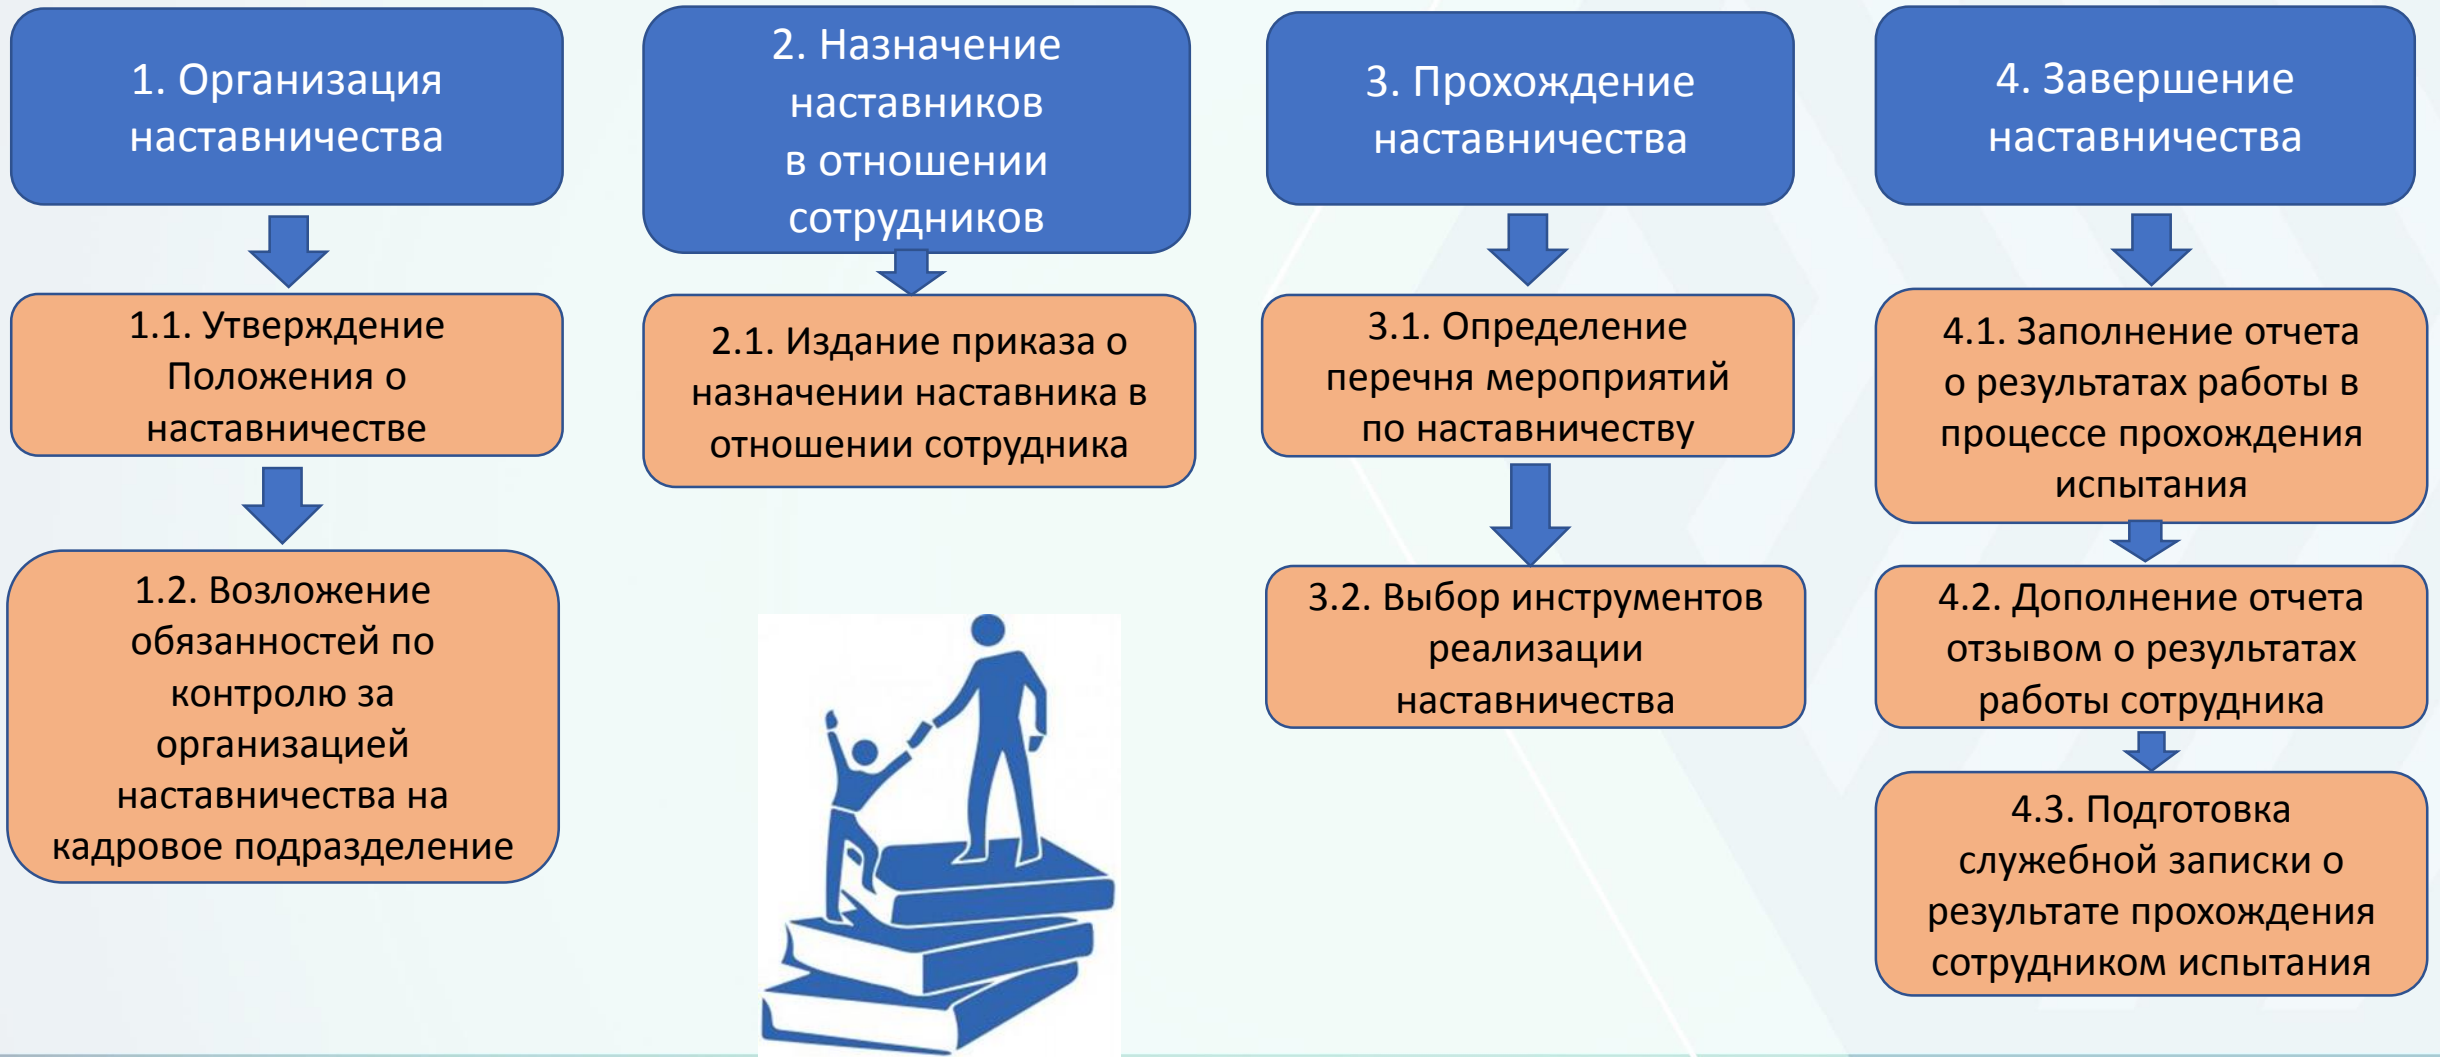 1. Организация
наставничества
1.1. Утверждение
Положения о
наставничестве
1.2. Возложение
обязанностей по
контролю за
организацией
наставничества на
кадровое подразделение
2. Назначение
наставников
в отношении
сотрудников
2.1. Издание приказа о
назначении наставника в
отношении сотрудника
3. Прохождение
наставничества
3.1. Определение
перечня мероприятий
по наставничеству
3.2. Выбор инструментов
реализации
наставничества
4. Завершение
наставничества
4.1. Заполнение отчета
о результатах работы в
процессе прохождения
испытания
4.2. Дополнение отчета
отзывом о результатах
работы сотрудника
4.3. Подготовка
служебной записки о
результате прохождения
сотрудником испытания